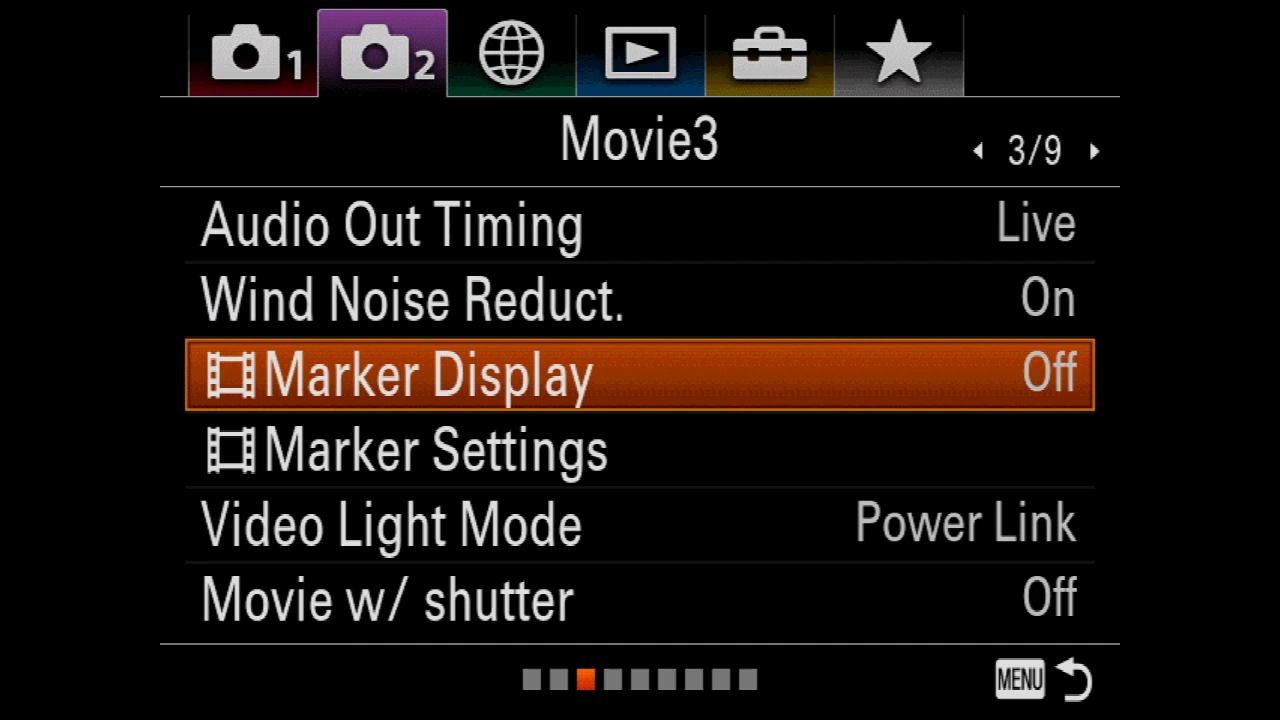 1 2
Movie3
3/9
Audio Out Timing Live
Wind Noise Reduct. On
Marker Display Off
Marker Settings
Video Light Mode Power Link
Movie w/ shutter Off
MENU